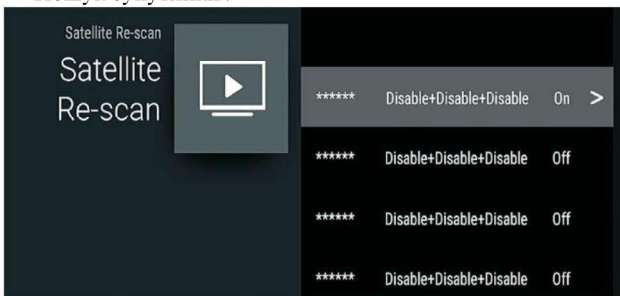 Satellite Re-scan
Satellite
Re-scan
****** Disable+Disable+Disable On >
****** Disable+Disable+Disable Off
****** Disable+Disable+Disable Off
****** Disable+Disable+Disable Off